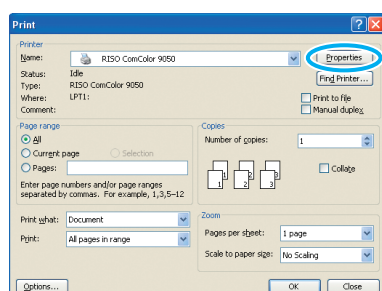 Print
Printer
Name: RISO ComColor 9050 Properties
Status: Idle Find Printer...
Type: RISO ComColor 9050
Where: LPT1: Print to file
Comment: Manual duplex
Page range
All
Current page Selection
Pages:
Enter page numbers and/or page ranges
separated by commas. For example, 1,3,5–12
Copies
Number of copies: 1
1 1 2 2 3 3
Collate
Print what: Document
Print: All pages in range
Zoom
Pages per sheet: 1 page
Scale to paper size: No Scaling
Options... OK Close